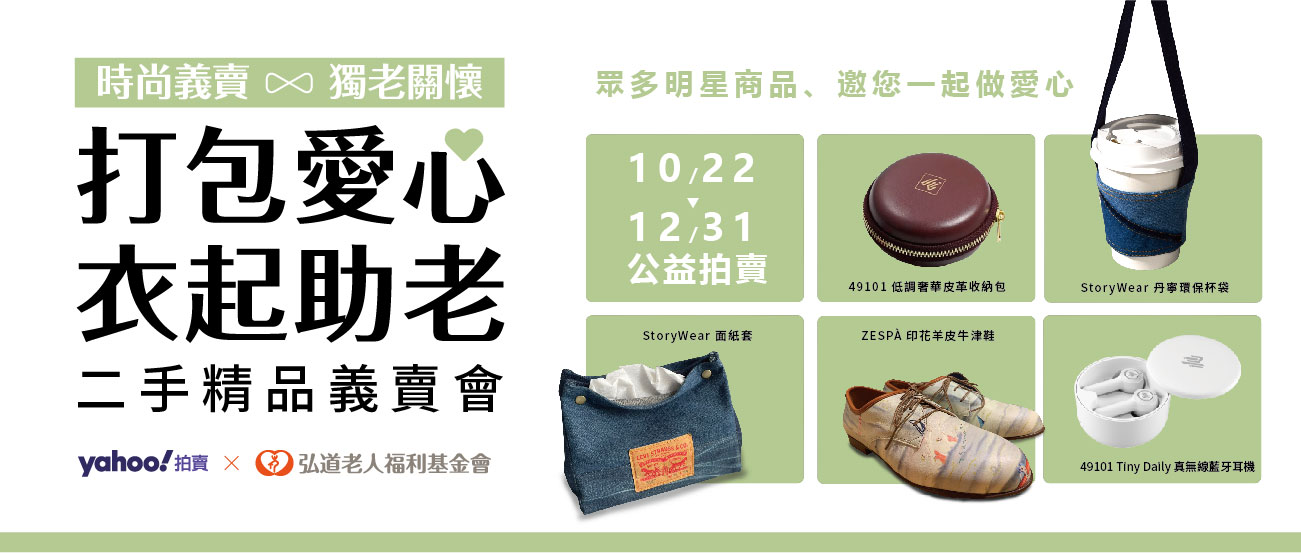 時尚義賣 獨老關懷
打包愛心
衣起助老
二手精品義賣會
yahoo!拍賣 × 弘道老人福利基金會
眾多明星商品、邀您一起做愛心
10/22
12/31
公益拍賣
49101 低調奢華皮革收納包
StoryWear 丹寧環保杯袋
StoryWear 面紙套
LEVI STRAUSS & CO
ZESPÀ 印花羊皮牛津鞋
49101 Tiny Daily 真無線藍牙耳機